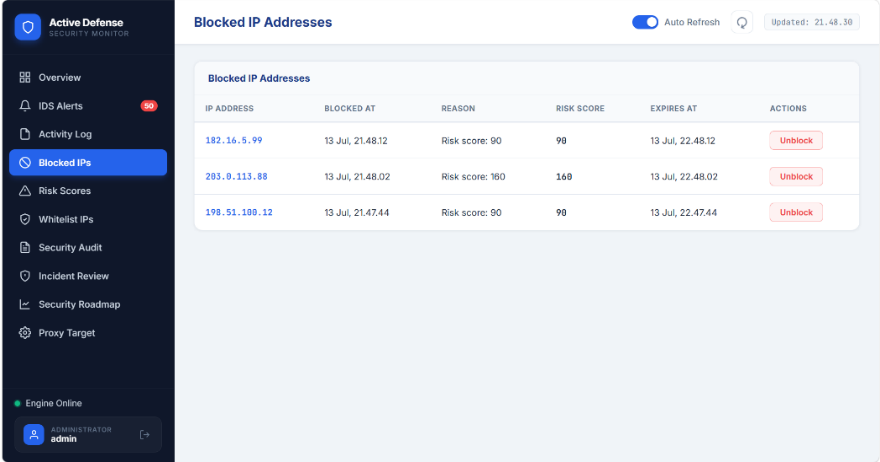 Active Defense
SECURITY MONITOR
Overview
IDS Alerts 50
Activity Log
Blocked IPs
Risk Scores
Whitelist IPs
Security Audit
Incident Review
Security Roadmap
Proxy Target
Engine Online
ADMINISTRATOR
admin
Blocked IP Addresses
Auto Refresh
Updated: 21.48.30
Blocked IP Addresses
IP ADDRESS BLOCKED AT REASON RISK SCORE EXPIRES AT ACTIONS
182.16.5.99 13 Jul, 21.48.12 Risk score: 90 90 13 Jul, 22.48.12 Unblock
203.0.113.88 13 Jul, 21.48.02 Risk score: 160 160 13 Jul, 22.48.02 Unblock
198.51.100.12 13 Jul, 21.47.44 Risk score: 90 90 13 Jul, 22.47.44 Unblock